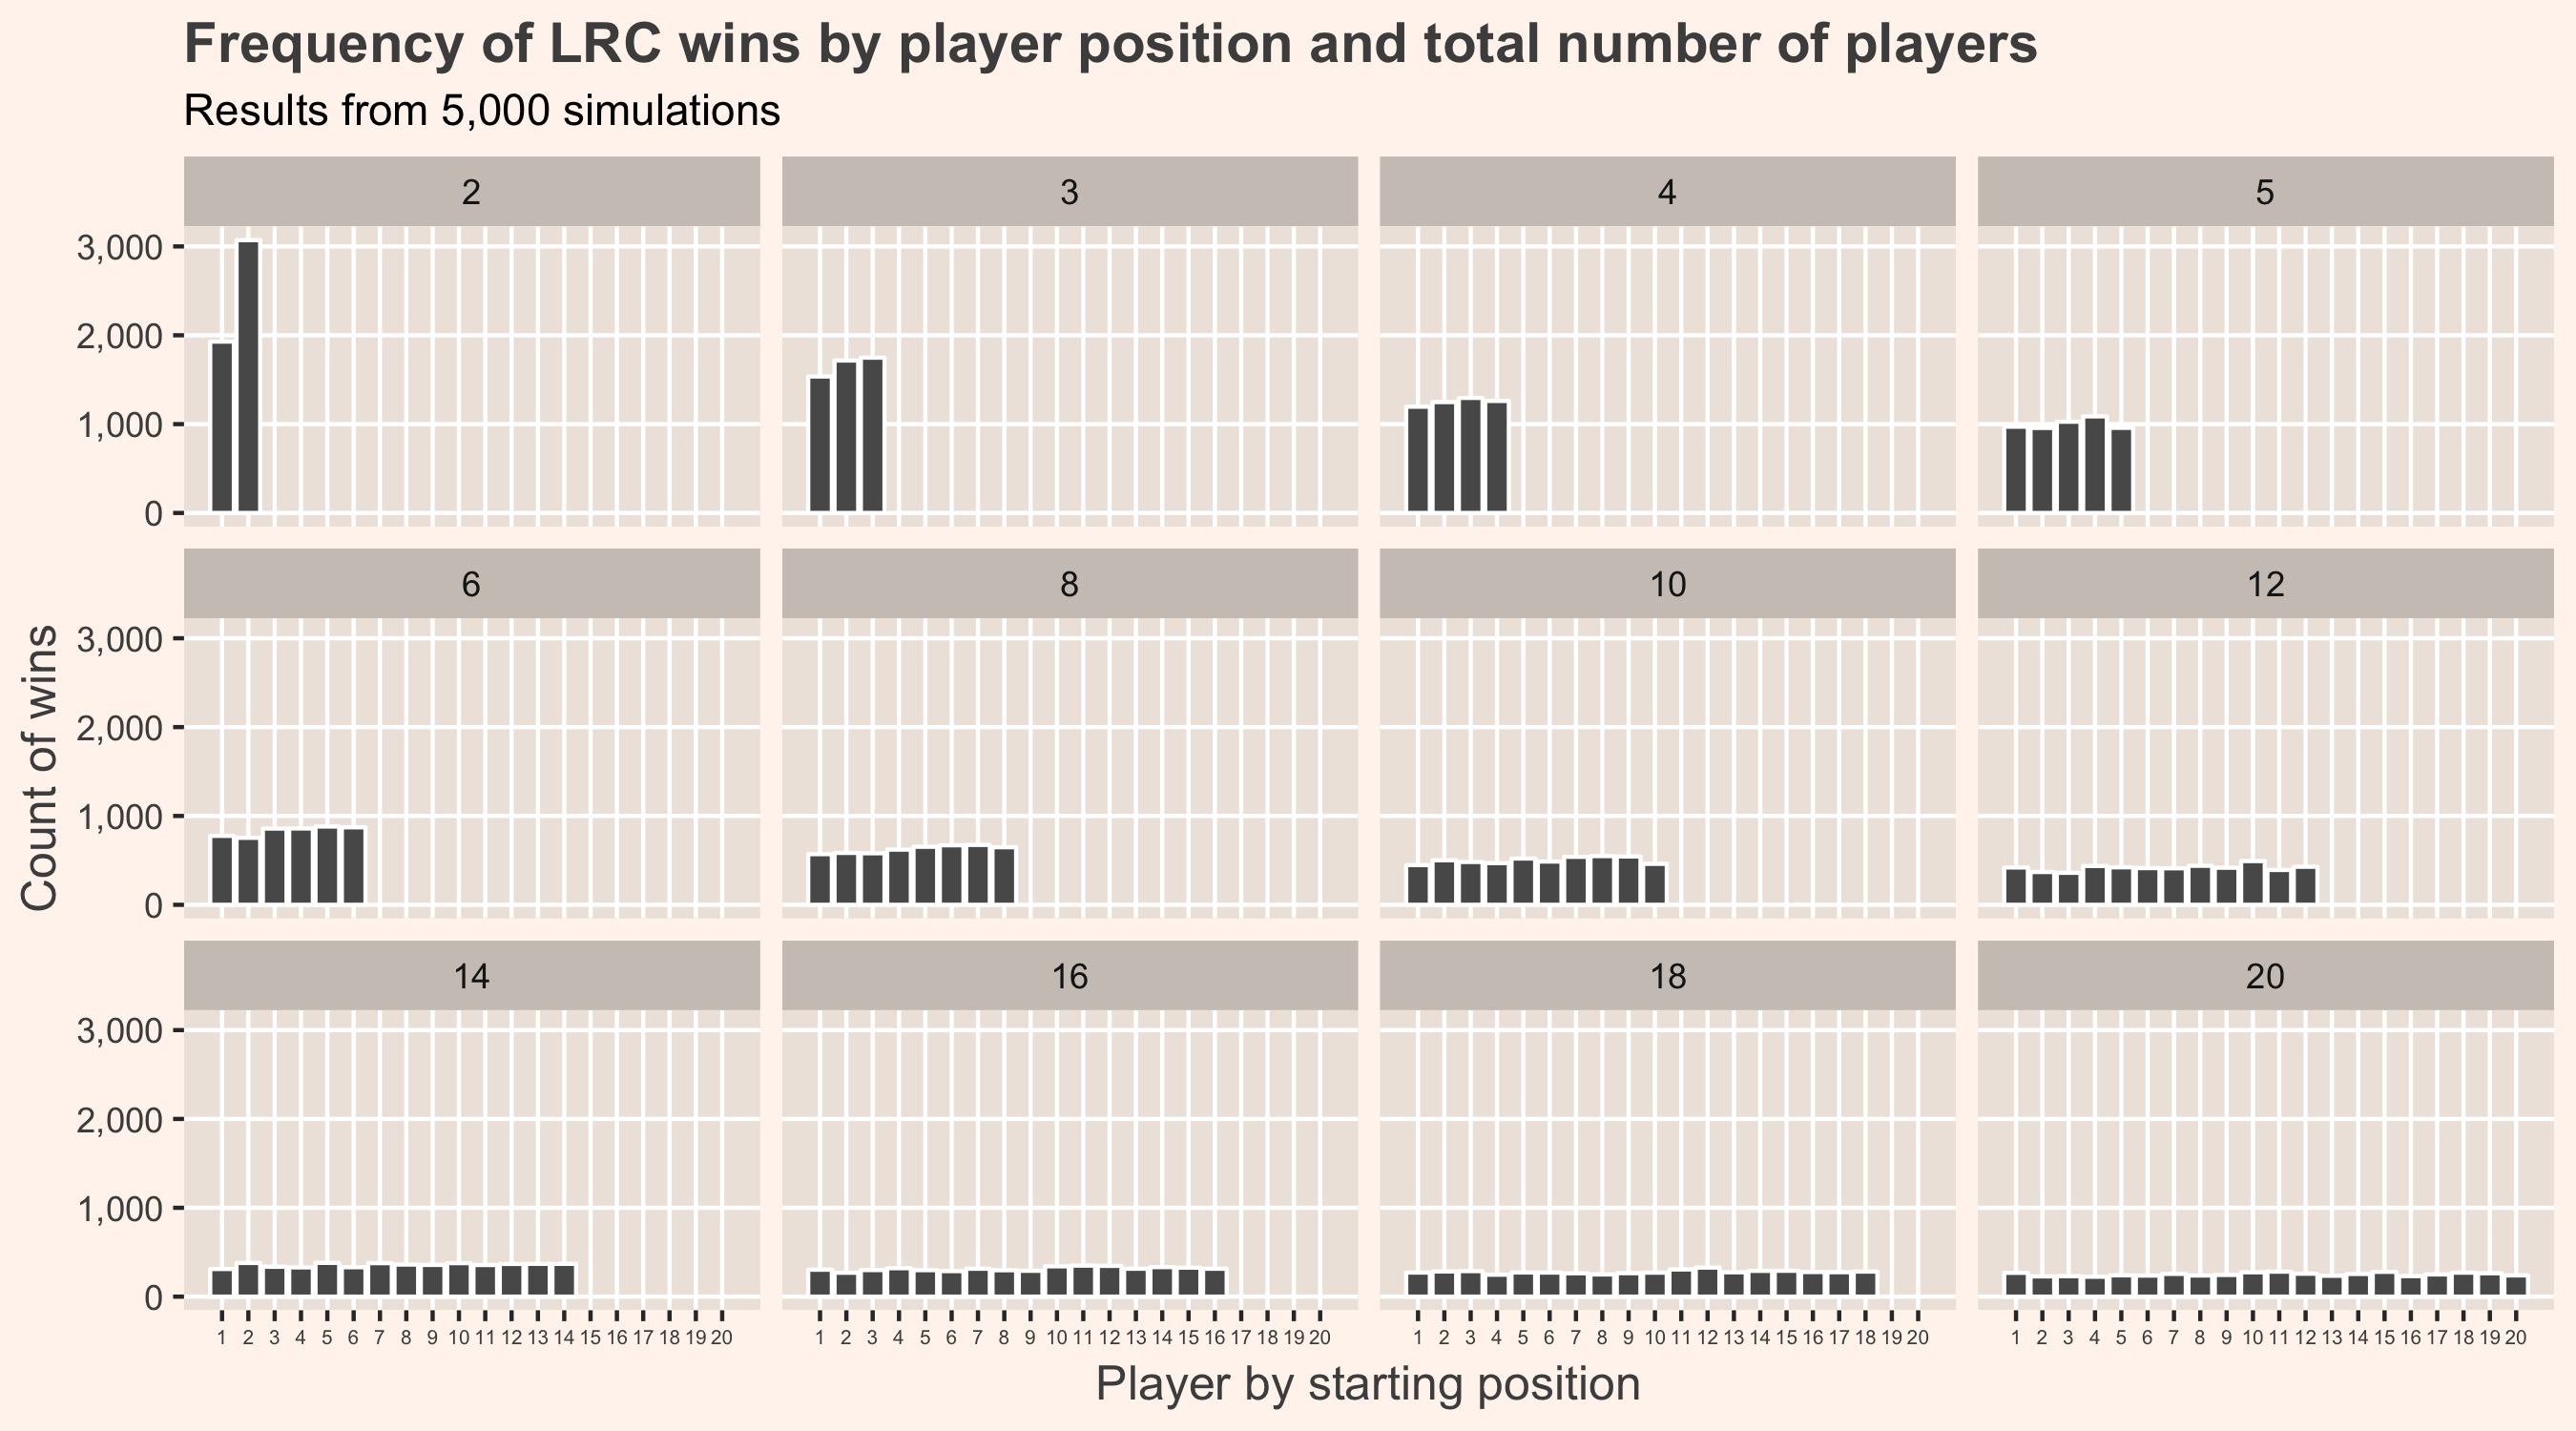 Frequency of LRC wins by player position and total number of players
Results from 5,000 simulations
2 3 4 5
3,000
2,000
1,000
0
6 8 10 12
3,000
2,000
1,000
0
14 16 18 20
3,000
2,000
1,000
0
1 2 3 4 5 6 7 8 9 10 11 12 13 14 15 16 17 18 19 20 1 2 3 4 5 6 7 8 9 10 11 12 13 14 15 16 17 18 19 20 1 2 3 4 5 6 7 8 9 10 11 12 13 14 15 16 17 18 19 20 1 2 3 4 5 6 7 8 9 10 11 12 13 14 15 16 17 18 19 20
Count of wins
Player by starting position